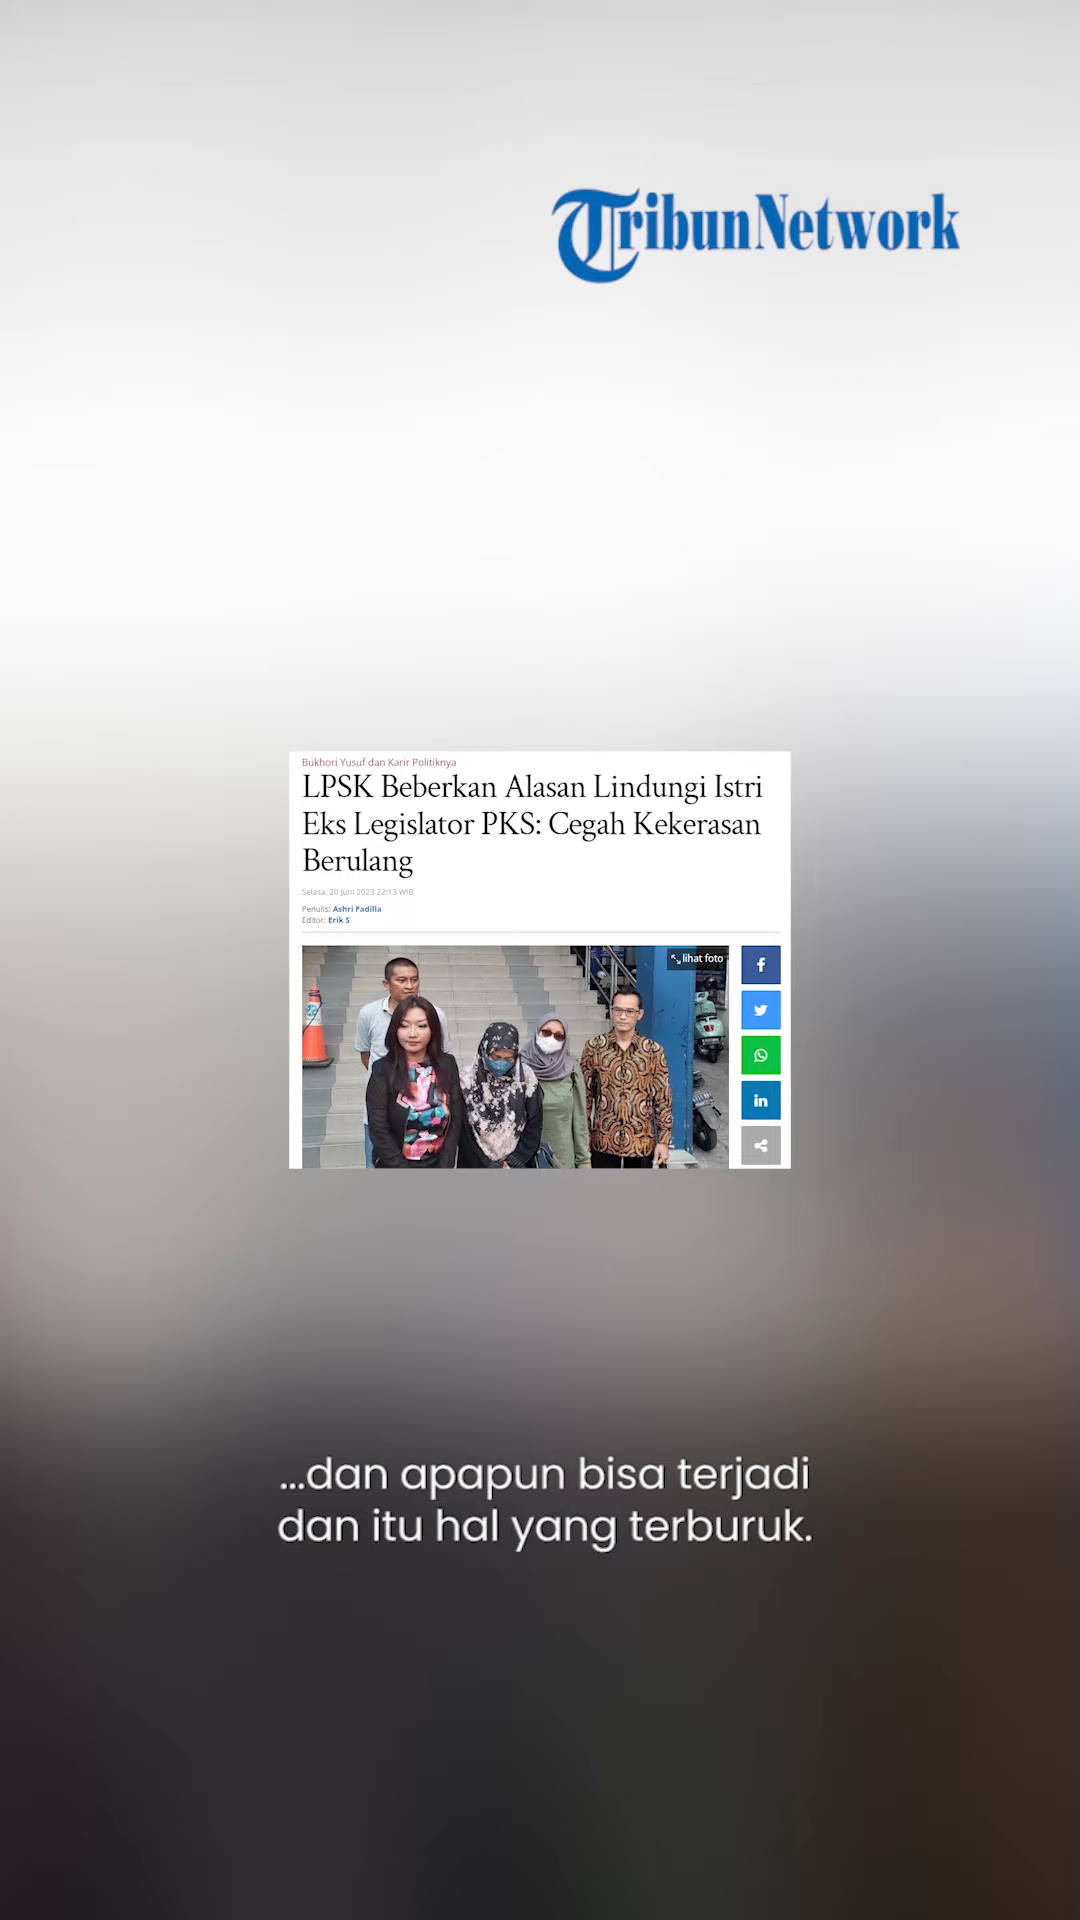 TribunNetwork
Bukhori Yusuf dan Karir Politiknya
LPSK Beberkan Alasan Lindungi Istri
Eks Legislator PKS: Cegah Kekerasan
Berulang
Selasa, 20 Juni 2023 22:13 WIB
Penulis: Ashri Fadilla
Editor: Erik S
lihat foto
...dan apapun bisa terjadi
dan itu hal yang terburuk.